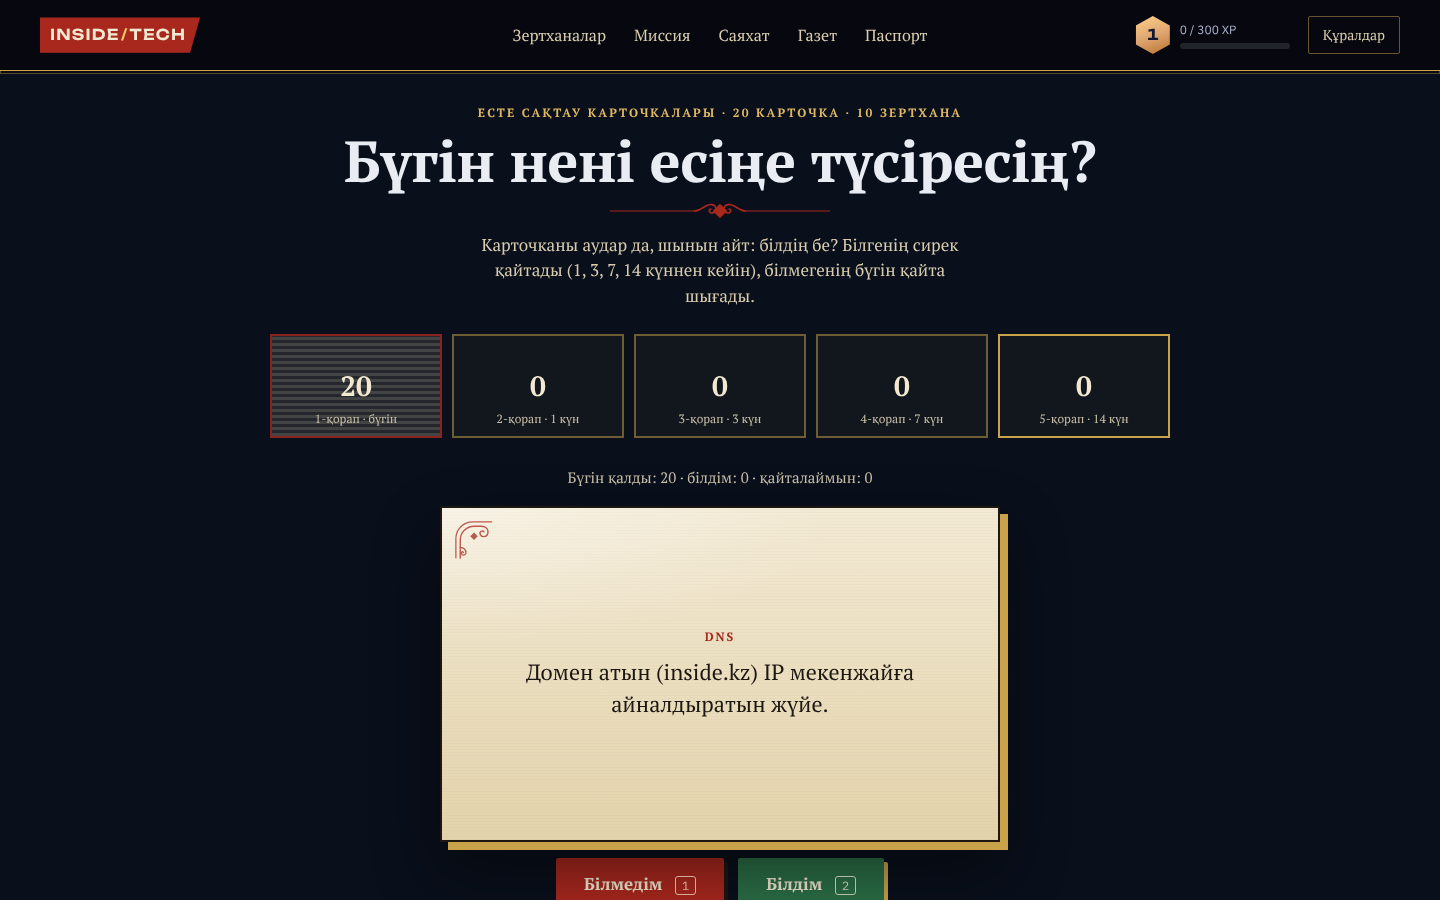 INSIDE/TECH
Зертханалар Миссия Саяхат Газет Паспорт
1 0 / 300 XP
Құралдар
ЕСТЕ САҚТАУ КАРТОЧКАЛАРЫ · 20 КАРТОЧКА · 10 ЗЕРТХАНА
Бүгін нені есіңе түсіресің?
Карточканы аудар да, шынын айт: білдің бе? Білгенің сирек
қайтады (1, 3, 7, 14 күннен кейін), білмегенің бүгін қайта
шығады.
20 0 0 0 0
1-қорап · бүгін 2-қорап · 1 күн 3-қорап · 3 күн 4-қорап · 7 күн 5-қорап · 14 күн
Бүгін қалды: 20 · білдім: 0 · қайталаймын: 0
DNS
Домен атын (inside.kz) IP мекенжайға
айналдыратын жүйе.
Білмедім 1 Білдім 2